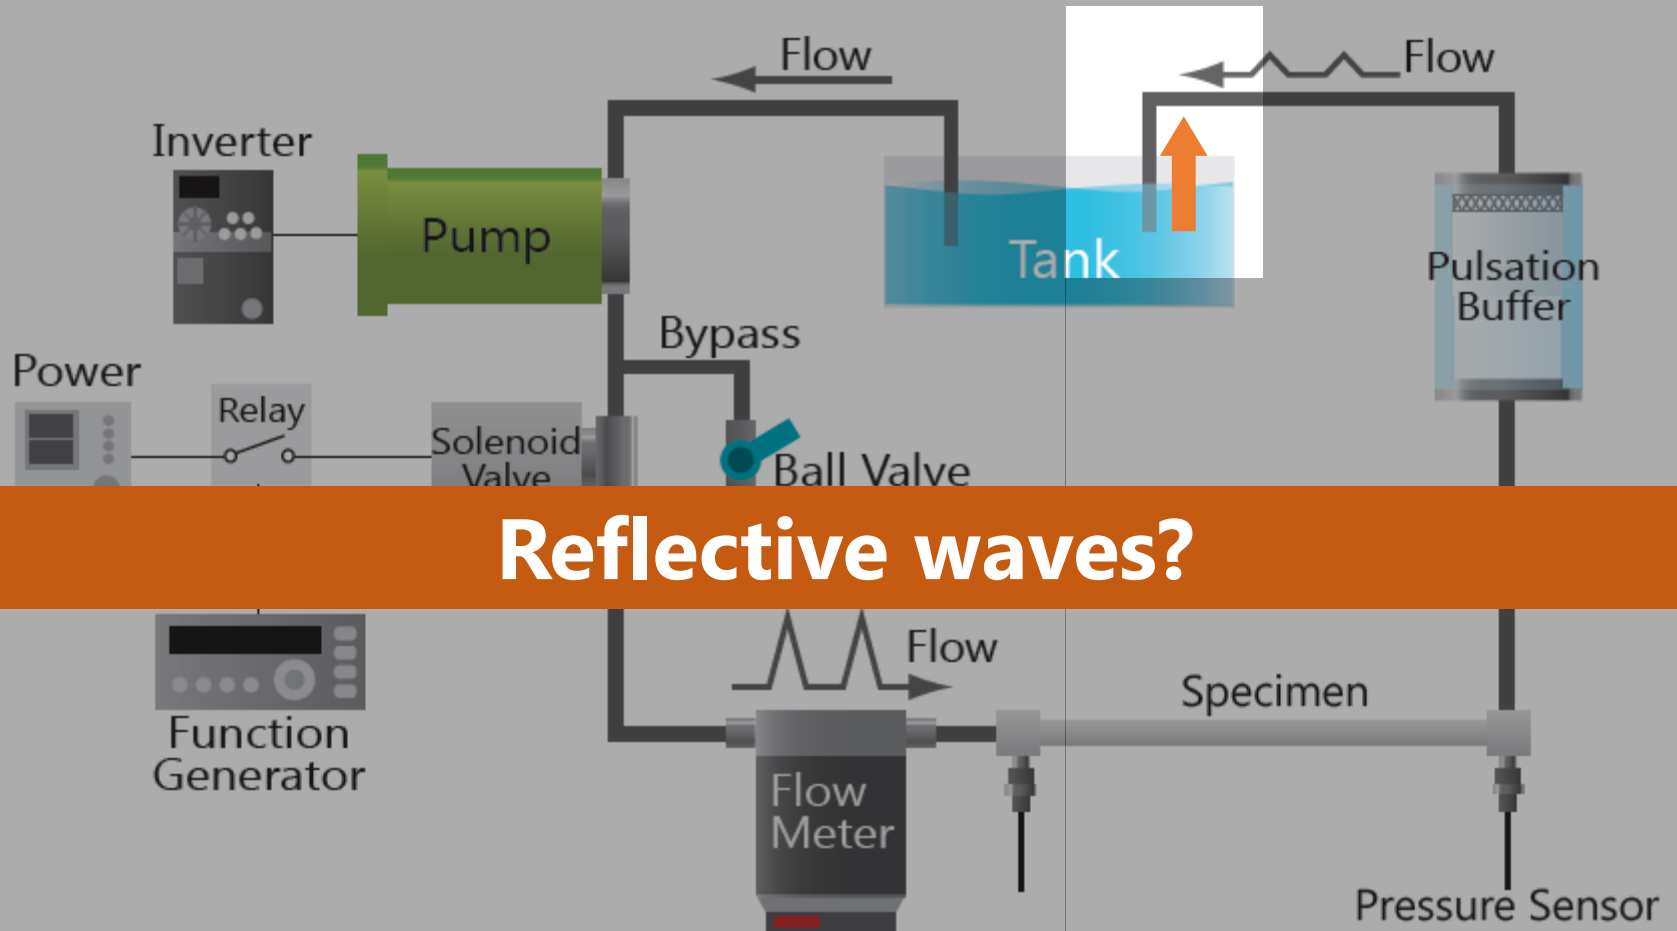 Flow
Flow
Inverter
Pump
Tank
Pulsation
Buffer
Bypass
Power
Relay
Solenoid
Valve
Ball Valve
Reflective waves?
Flow
Specimen
Function
Generator
Flow
Meter
Pressure Sensor